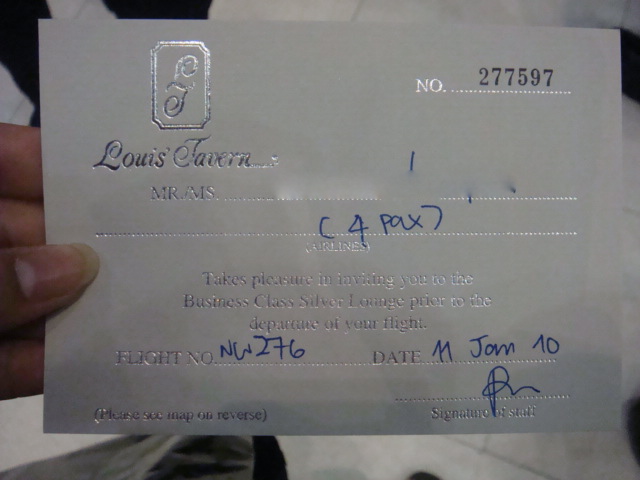 LT
NO. 277597
Louis' Tavern
MR./MS.
(4 pax)
(AIRLINES)
Takes pleasure in inviting you to the
Business Class Silver Lounge prior to the
departure of your flight.
FLIGHT NO. NW276 DATE 11 Jan 10
(Please see map on reverse) Signature of staff